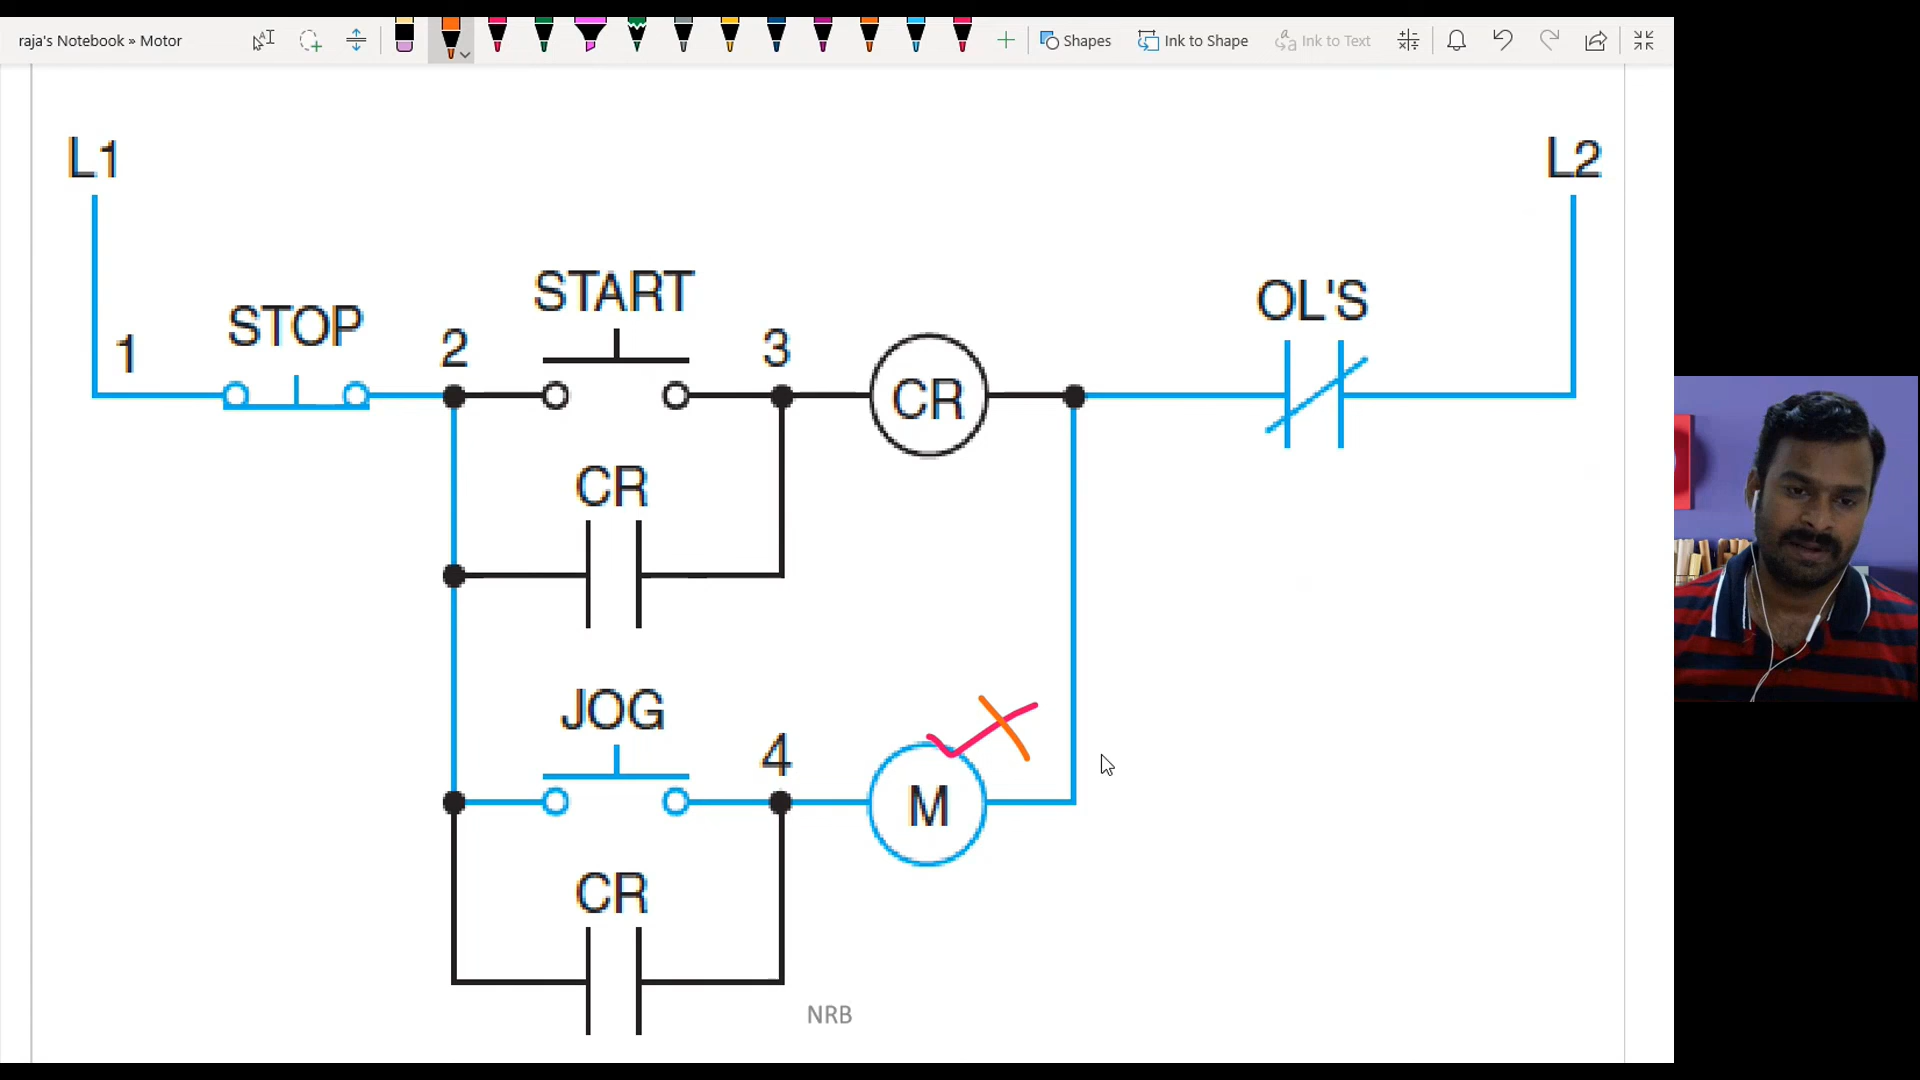 raja's Notebook » Motor
Shapes
Ink to Shape
Ink to Text
L1
L2
START
OL'S
STOP
1
2
3
CR
CR
JOG
4
M
CR
NRB